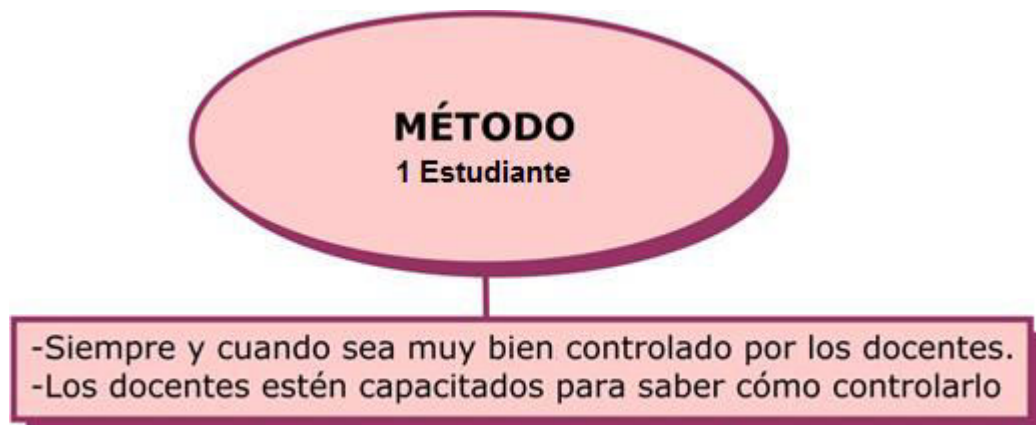 MÉTODO
1 Estudiante
-Siempre y cuando sea muy bien controlado por los docentes.
-Los docentes estén capacitados para saber cómo controlarlo